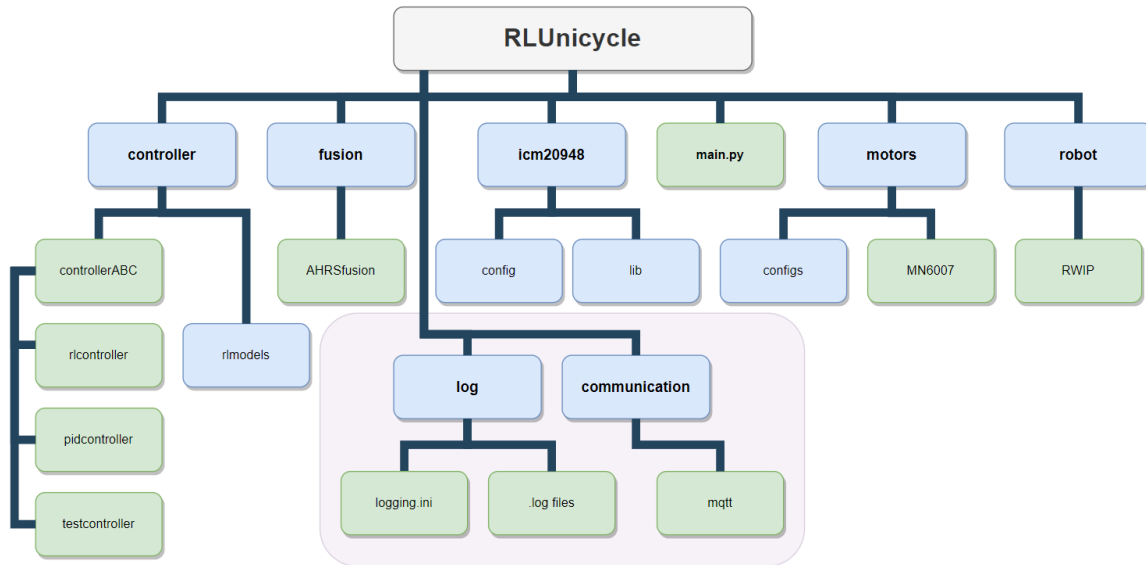 RLUnicycle
controller
fusion
icm20948
main.py
motors
robot
controllerABC
AHRSfusion
config
lib
configs
MN6007
RWIP
rlcontroller
rlmodels
log
communication
pidcontroller
logging.ini
.log files
mqtt
testcontroller